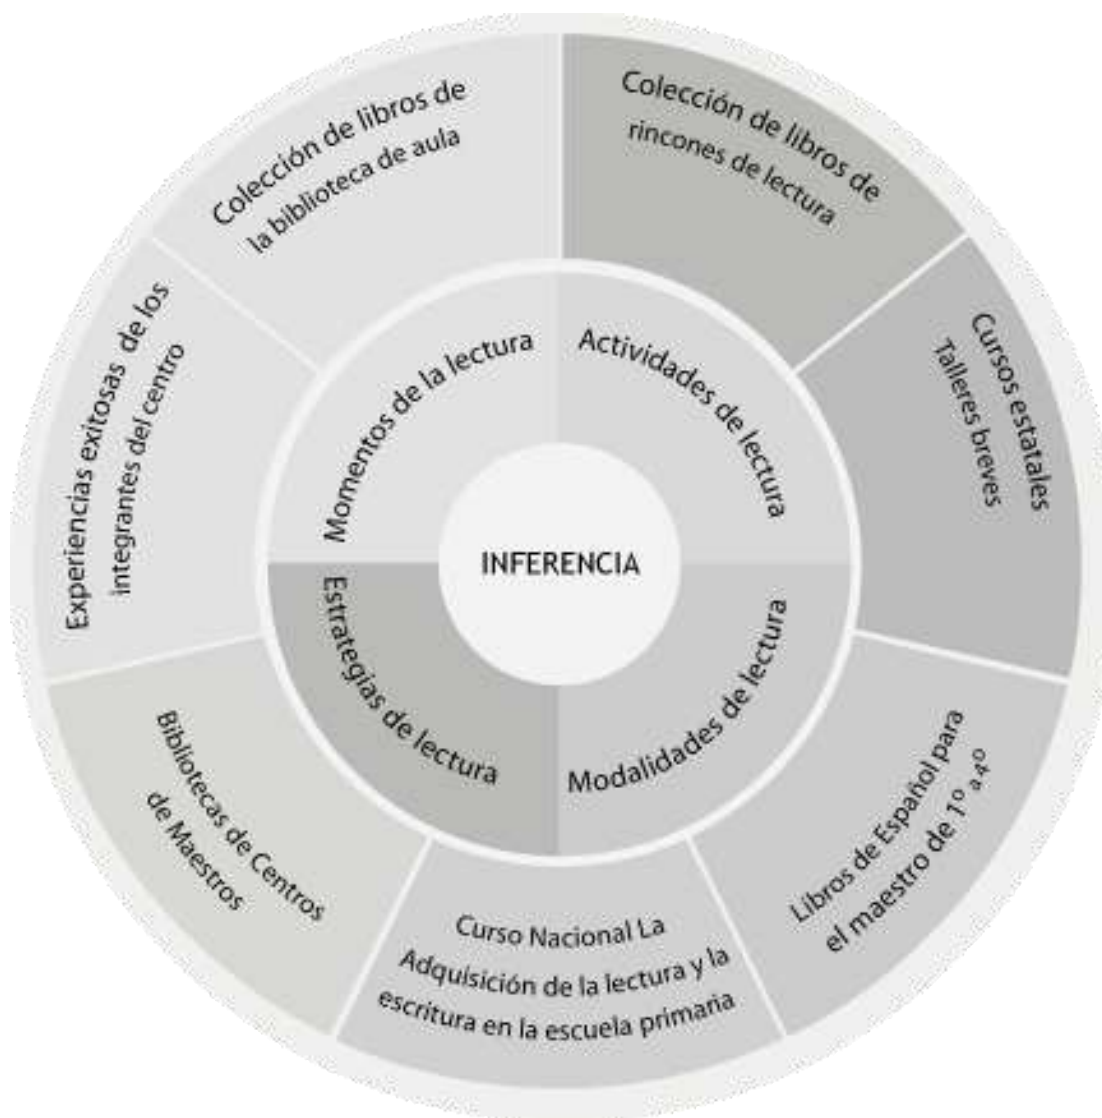 Colección de libros de
la biblioteca de aula
Colección de libros de
rincones de lectura
Cursos estatales
Talleres breves
Libros de Español para
el maestro de 1º a 4º
Curso Nacional La
Adquisición de la lectura y la
escritura en la escuela primaria
Bibliotecas de Centros
de Maestros
Experiencias exitosas de los
integrantes del centro
Momentos de la lectura
Actividades de lectura
Modalidades de lectura
Estrategias de lectura
INFERENCIA